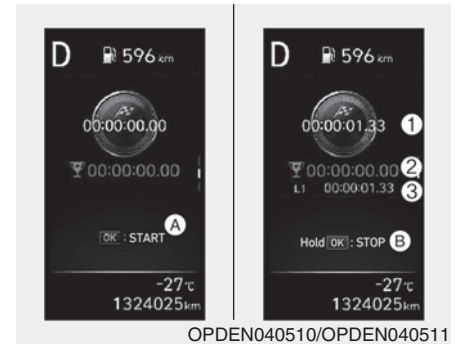 D 596 km
00:00:00.00
00:00:00.00
OK : START A
-27°C
1324025km
D 596 km
00:00:01.33 1
00:00:00.00 2
L1 00:00:01.33 3
Hold OK : STOP B
-27°C
1324025km
OPDEN040510/OPDEN040511